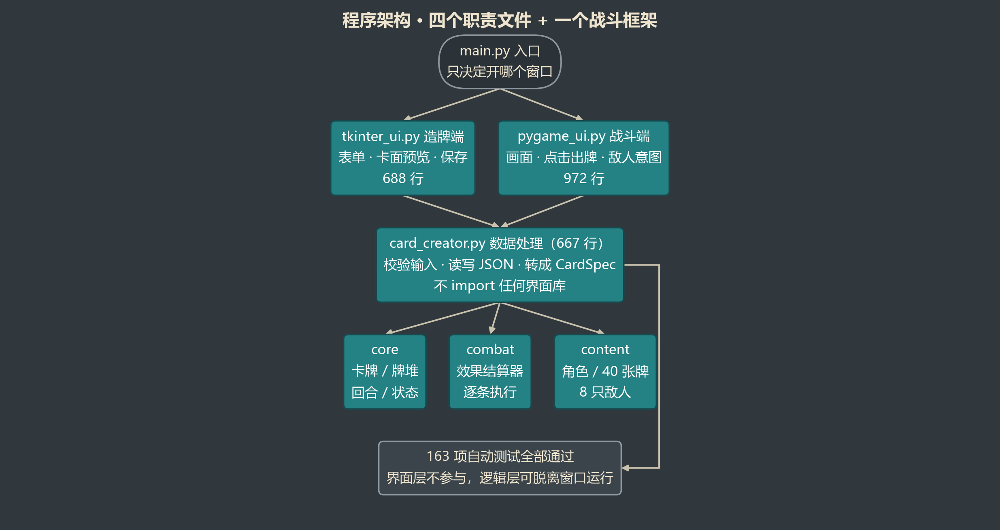 程序架构 · 四个职责文件 + 一个战斗框架
main.py 入口
只决定开哪个窗口
tkinter_ui.py 造牌端
表单 · 卡面预览 · 保存
688 行
pygame_ui.py 战斗端
画面 · 点击出牌 · 敌人意图
972 行
card_creator.py 数据处理（667 行）
校验输入 · 读写 JSON · 转成 CardSpec
不 import 任何界面库
core
卡牌 / 牌堆
回合 / 状态
combat
效果结算器
逐条执行
content
角色 / 40 张牌
8 只敌人
163 项自动测试全部通过
界面层不参与，逻辑层可脱离窗口运行